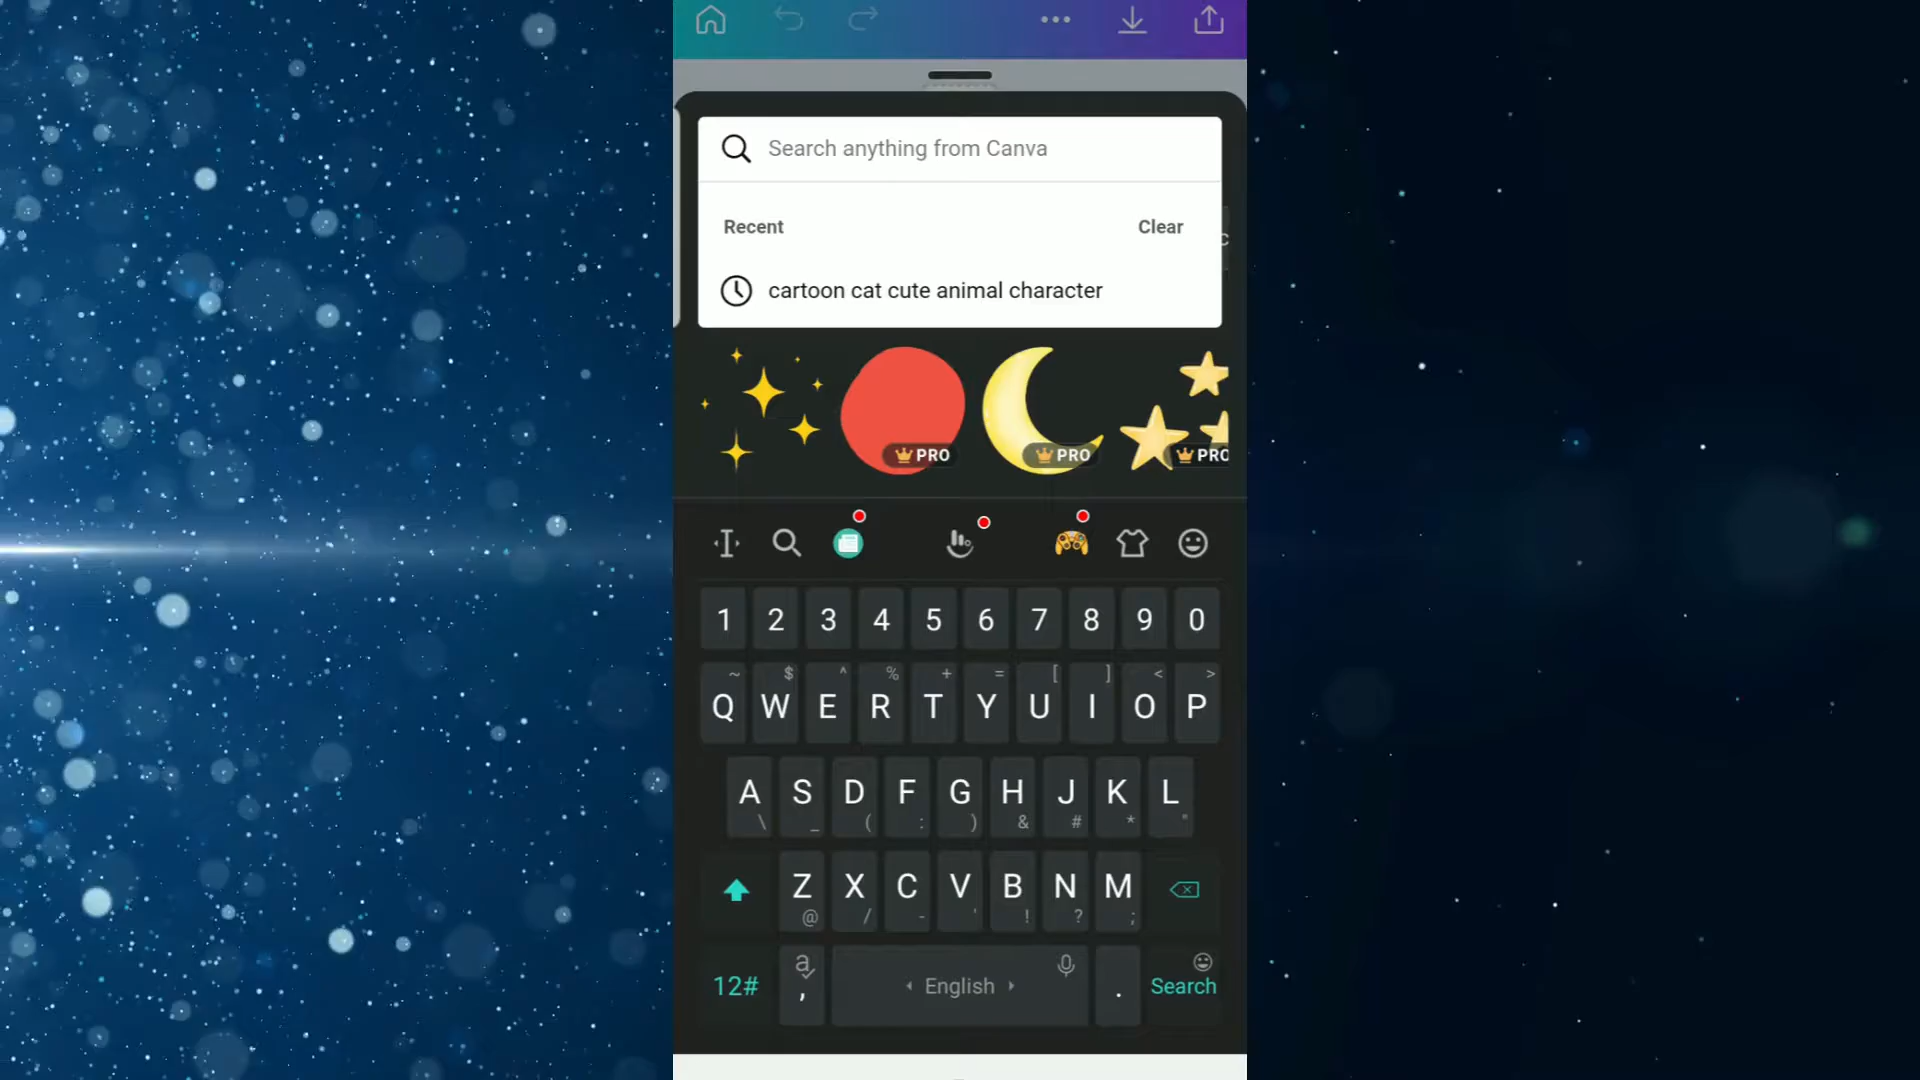 Search anything from Canva
Recent Clear
c
cartoon cat cute animal character
PRO PRO PRO
1 2 3 4 5 6 7 8 9 0
~ $ ^ % + = [ ] < >
Q W E R T Y U I O P
A S D F G H J K L
\ _ ( : ) & # * "
Z X C V B N M
@ / - ' ! ? ;
a
12# , English . Search